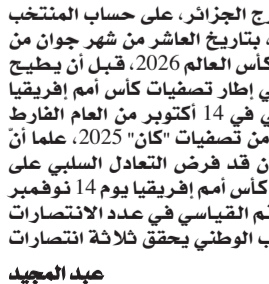 ج الجزائر، على حساب المنتخب
، بتاريخ العاشر من شهر جوان من
كأس العالم 2026، قبل أن يطيح
ي إطار تصفيات كأس أمم إفريقيا
ي في 14 أكتوبر من العام الفارط
من تصفيات "كان" 2025، علما أنّ
ن قد فرض التعادل السلبي على
كأس أمم إفريقيا يوم 14 نوفمبر
م القياسي في عدد الانتصارات
ب الوطني يحقق ثلاثة انتصارات
عبد المجيد